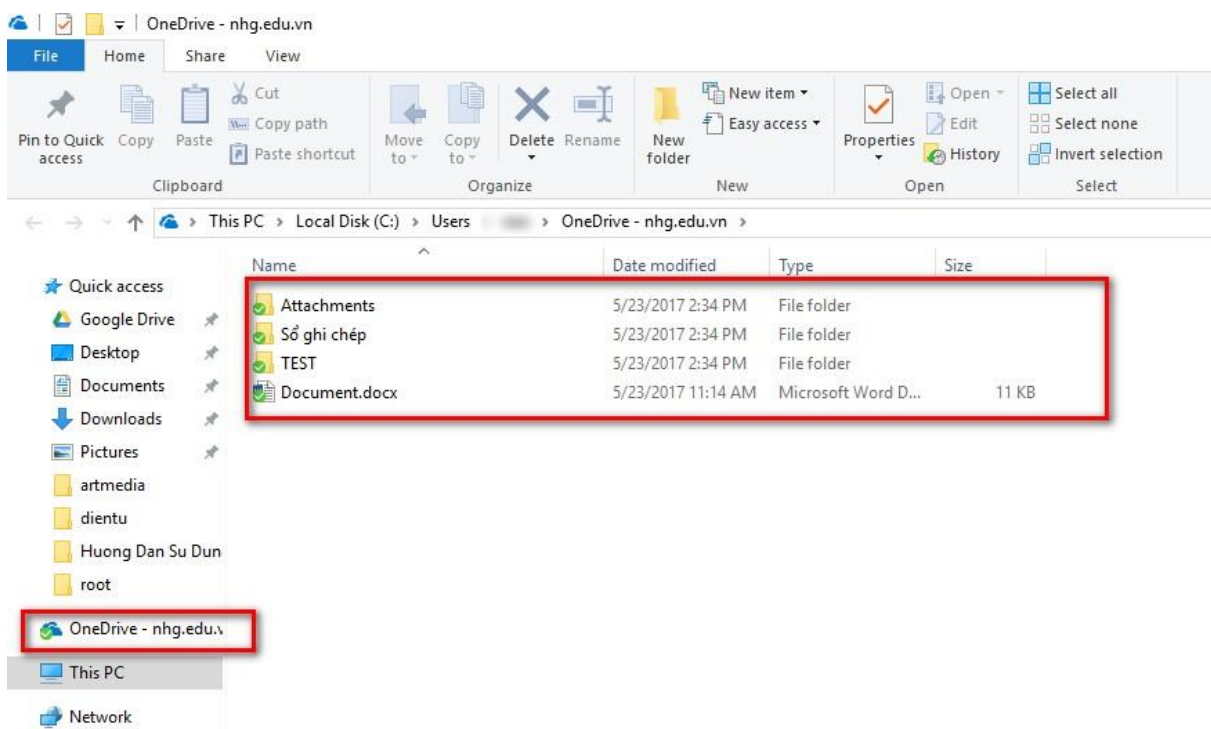 OneDrive - nhg.edu.vn
File Home Share View
Pin to Quick access
Copy
Paste
Cut
Copy path
Paste shortcut
Clipboard
Move to
Copy to
Delete
Rename
Organize
New folder
New item
Easy access
New
Properties
Open
Edit
History
Open
Select all
Select none
Invert selection
Select
This PC > Local Disk (C:) > Users > OneDrive - nhg.edu.vn >
Name Date modified Type Size
Attachments 5/23/2017 2:34 PM File folder
Sổ ghi chép 5/23/2017 2:34 PM File folder
TEST 5/23/2017 2:34 PM File folder
Document.docx 5/23/2017 11:14 AM Microsoft Word D... 11 KB
Quick access
Google Drive
Desktop
Documents
Downloads
Pictures
artmedia
dientu
Huong Dan Su Dun
root
OneDrive - nhg.edu.v
This PC
Network